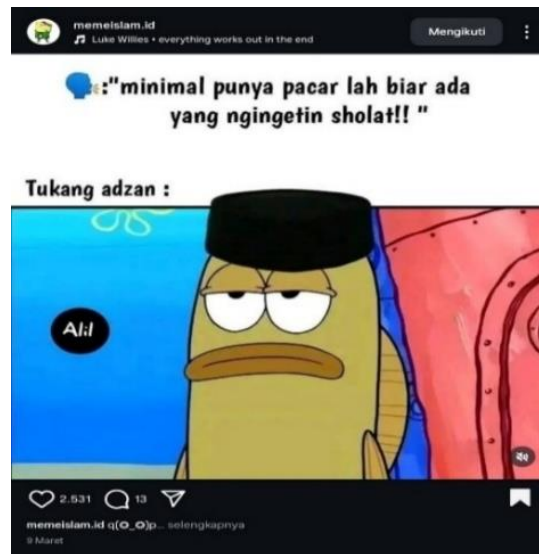 memeislam.id
Luke Willies • everything works out in the end
Mengikuti
:"minimal punya pacar lah biar ada
yang ngingetin sholat!! "
Tukang adzan :
2.531 13
memeislam.id q(O_O)p... selengkapnya
9 Maret